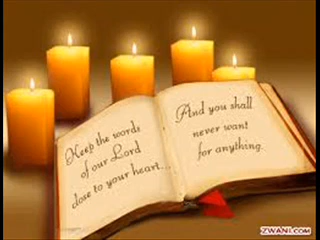 Keep the words
of our Lord
close to your heart...
And you shall
never want
for anything.
ZWANI.COM